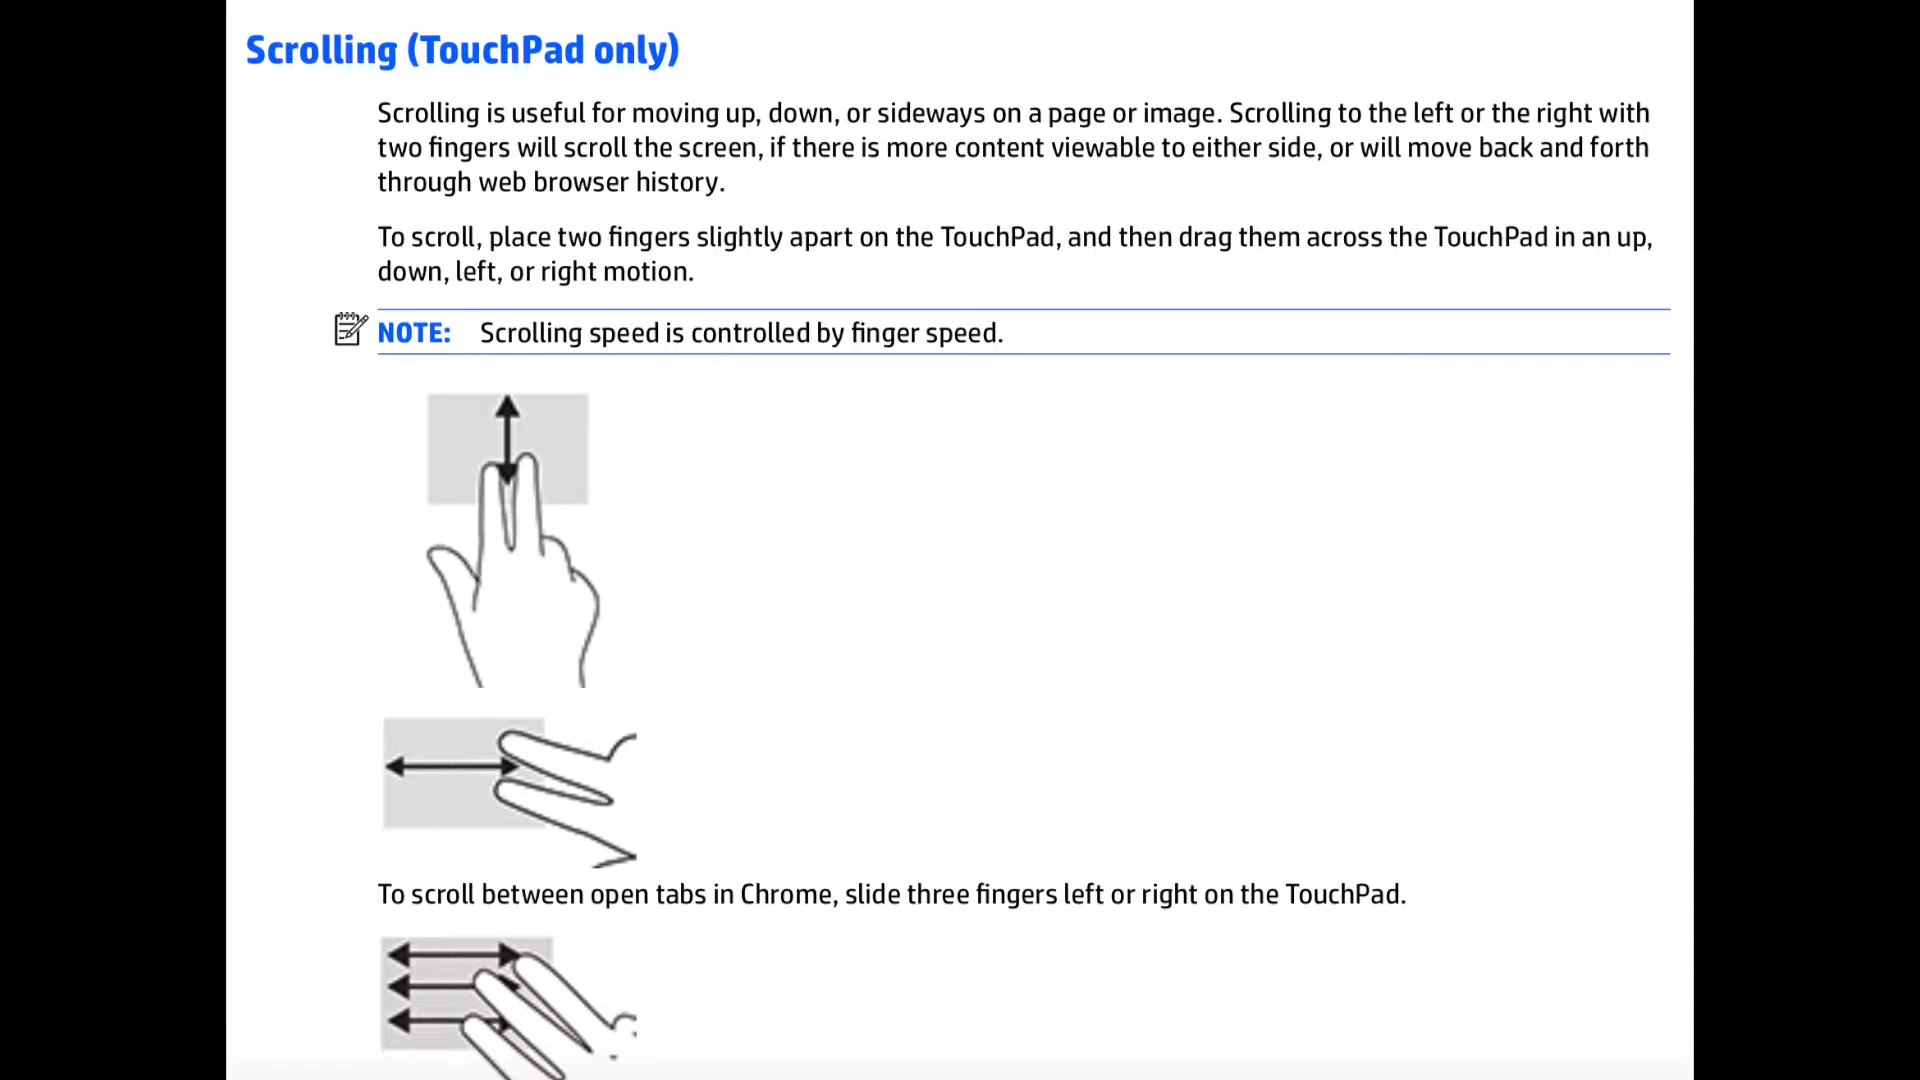 Scrolling (TouchPad only)
Scrolling is useful for moving up, down, or sideways on a page or image. Scrolling to the left or the right with
two fingers will scroll the screen, if there is more content viewable to either side, or will move back and forth
through web browser history.
To scroll, place two fingers slightly apart on the TouchPad, and then drag them across the TouchPad in an up,
down, left, or right motion.
NOTE: Scrolling speed is controlled by finger speed.
To scroll between open tabs in Chrome, slide three fingers left or right on the TouchPad.